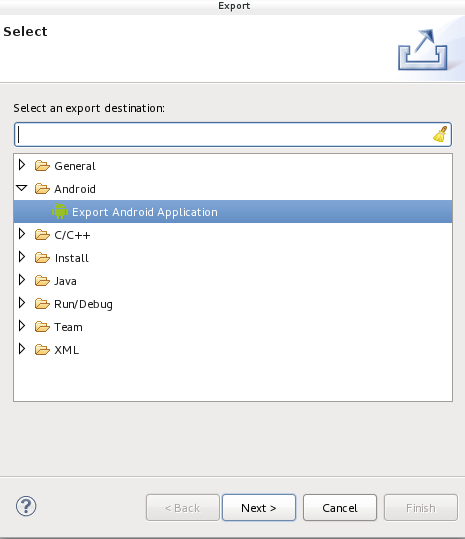 Export
Select
Select an export destination:
General
Android
Export Android Application
C/C++
Install
Java
Run/Debug
Team
XML
?
< Back
Next >
Cancel
Finish